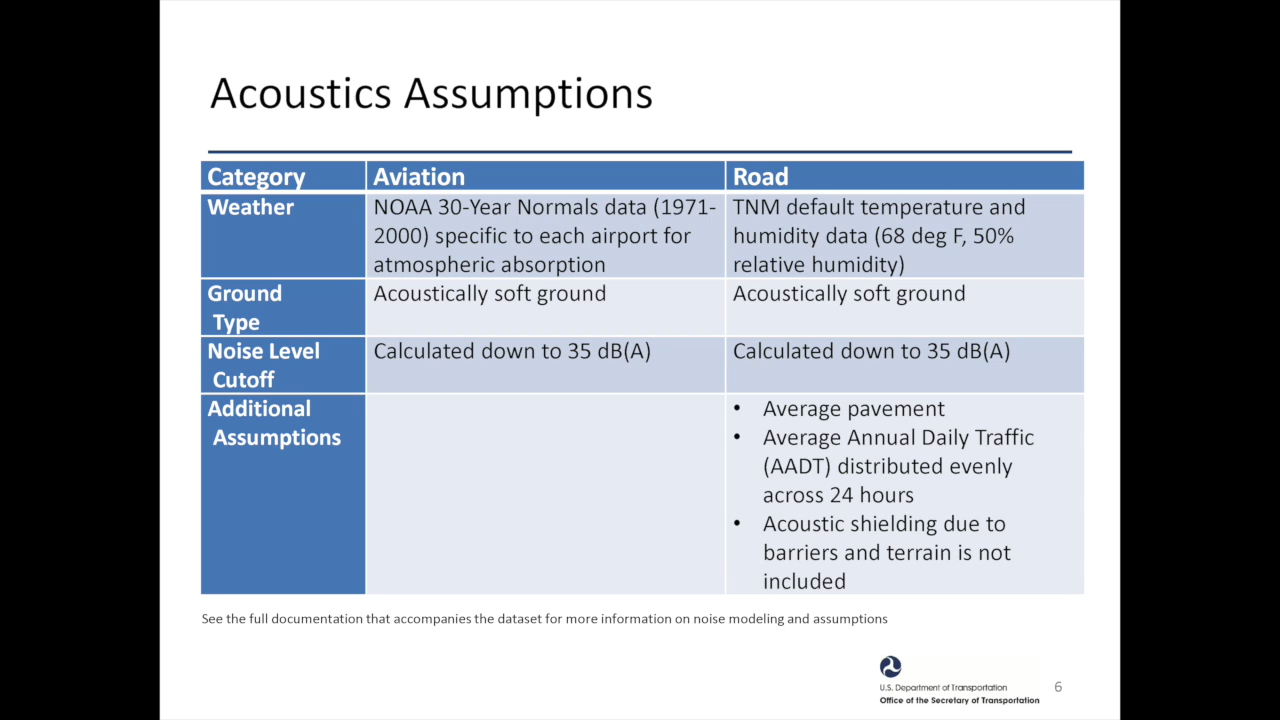 Acoustics Assumptions
Category
Aviation
Road
Weather
NOAA 30-Year Normals data (1971-
2000) specific to each airport for
atmospheric absorption
TNM default temperature and
humidity data (68 deg F, 50%
relative humidity)
Ground
Type
Acoustically soft ground
Acoustically soft ground
Noise Level
Cutoff
Calculated down to 35 dB(A)
Calculated down to 35 dB(A)
Additional
Assumptions
• Average pavement
• Average Annual Daily Traffic
(AADT) distributed evenly
across 24 hours
• Acoustic shielding due to
barriers and terrain is not
included
See the full documentation that accompanies the dataset for more information on noise modeling and assumptions
U.S. Department of Transportation
Office of the Secretary of Transportation
6